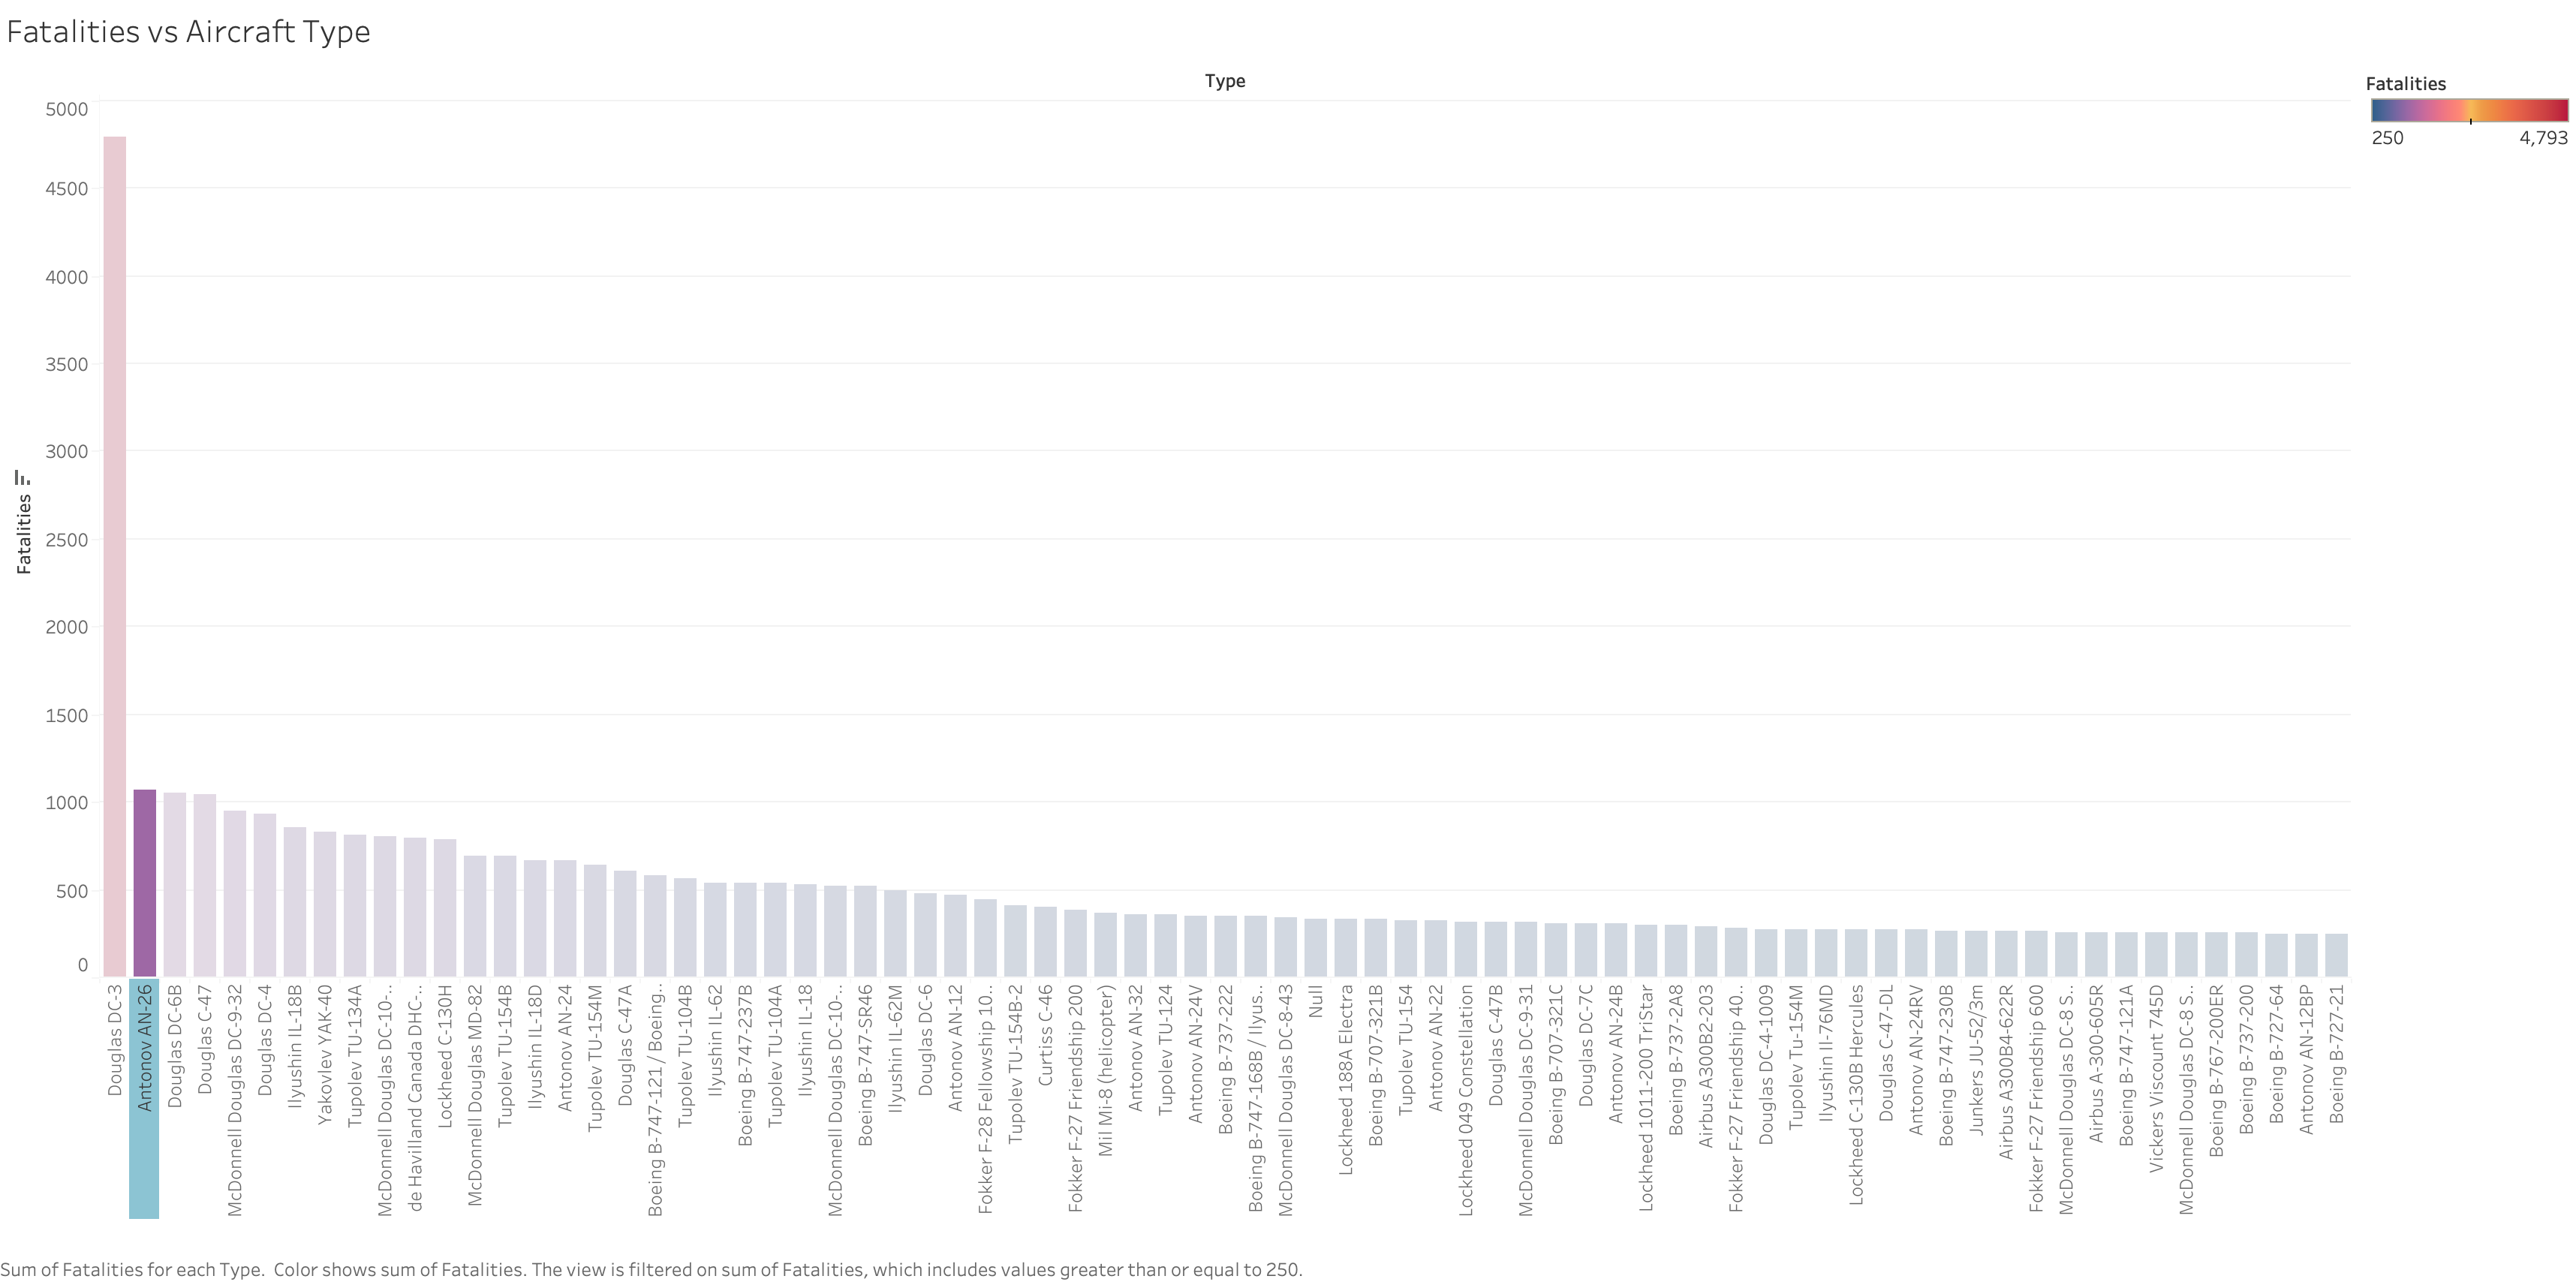 Fatalities vs Aircraft Type
Type
Fatalities
250
4,793
5000
4500
4000
3500
3000
2500
2000
1500
1000
500
0
Fatalities
Douglas DC-3
Antonov AN-26
Douglas DC-6B
Douglas C-47
McDonnell Douglas DC-9-32
Douglas DC-4
Ilyushin IL-18B
Yakovlev YAK-40
Tupolev TU-134A
McDonnell Douglas DC-10-..
de Havilland Canada DHC-..
Lockheed C-130H
McDonnell Douglas MD-82
Tupolev TU-154B
Ilyushin IL-18D
Antonov AN-24
Tupolev TU-154M
Douglas C-47A
Boeing B-747-121 / Boeing..
Tupolev TU-104B
Ilyushin IL-62
Boeing B-747-237B
Tupolev TU-104A
Ilyushin IL-18
McDonnell Douglas DC-10-..
Boeing B-747-SR46
Ilyushin IL-62M
Douglas DC-6
Antonov AN-12
Fokker F-28 Fellowship 10..
Tupolev TU-154B-2
Curtiss C-46
Fokker F-27 Friendship 200
Mil Mi-8 (helicopter)
Antonov AN-32
Tupolev TU-124
Antonov AN-24V
Boeing B-737-222
Boeing B-747-168B / Ilyus..
McDonnell Douglas DC-8-43
Null
Lockheed 188A Electra
Boeing B-707-321B
Tupolev TU-154
Antonov AN-22
Lockheed 049 Constellation
Douglas C-47B
McDonnell Douglas DC-9-31
Boeing B-707-321C
Douglas DC-7C
Antonov AN-24B
Lockheed 1011-200 TriStar
Boeing B-737-2A8
Airbus A300B2-203
Fokker F-27 Friendship 40..
Douglas DC-4-1009
Tupolev Tu-154M
Ilyushin Il-76MD
Lockheed C-130B Hercules
Douglas C-47-DL
Antonov AN-24RV
Boeing B-747-230B
Junkers JU-52/3m
Airbus A300B4-622R
Fokker F-27 Friendship 600
McDonnell Douglas DC-8 S..
Airbus A-300-605R
Boeing B-747-121A
Vickers Viscount 745D
McDonnell Douglas DC-8 S..
Boeing B-767-200ER
Boeing B-737-200
Boeing B-727-64
Antonov AN-12BP
Boeing B-727-21
Sum of Fatalities for each Type.  Color shows sum of Fatalities. The view is filtered on sum of Fatalities, which includes values greater than or equal to 250.